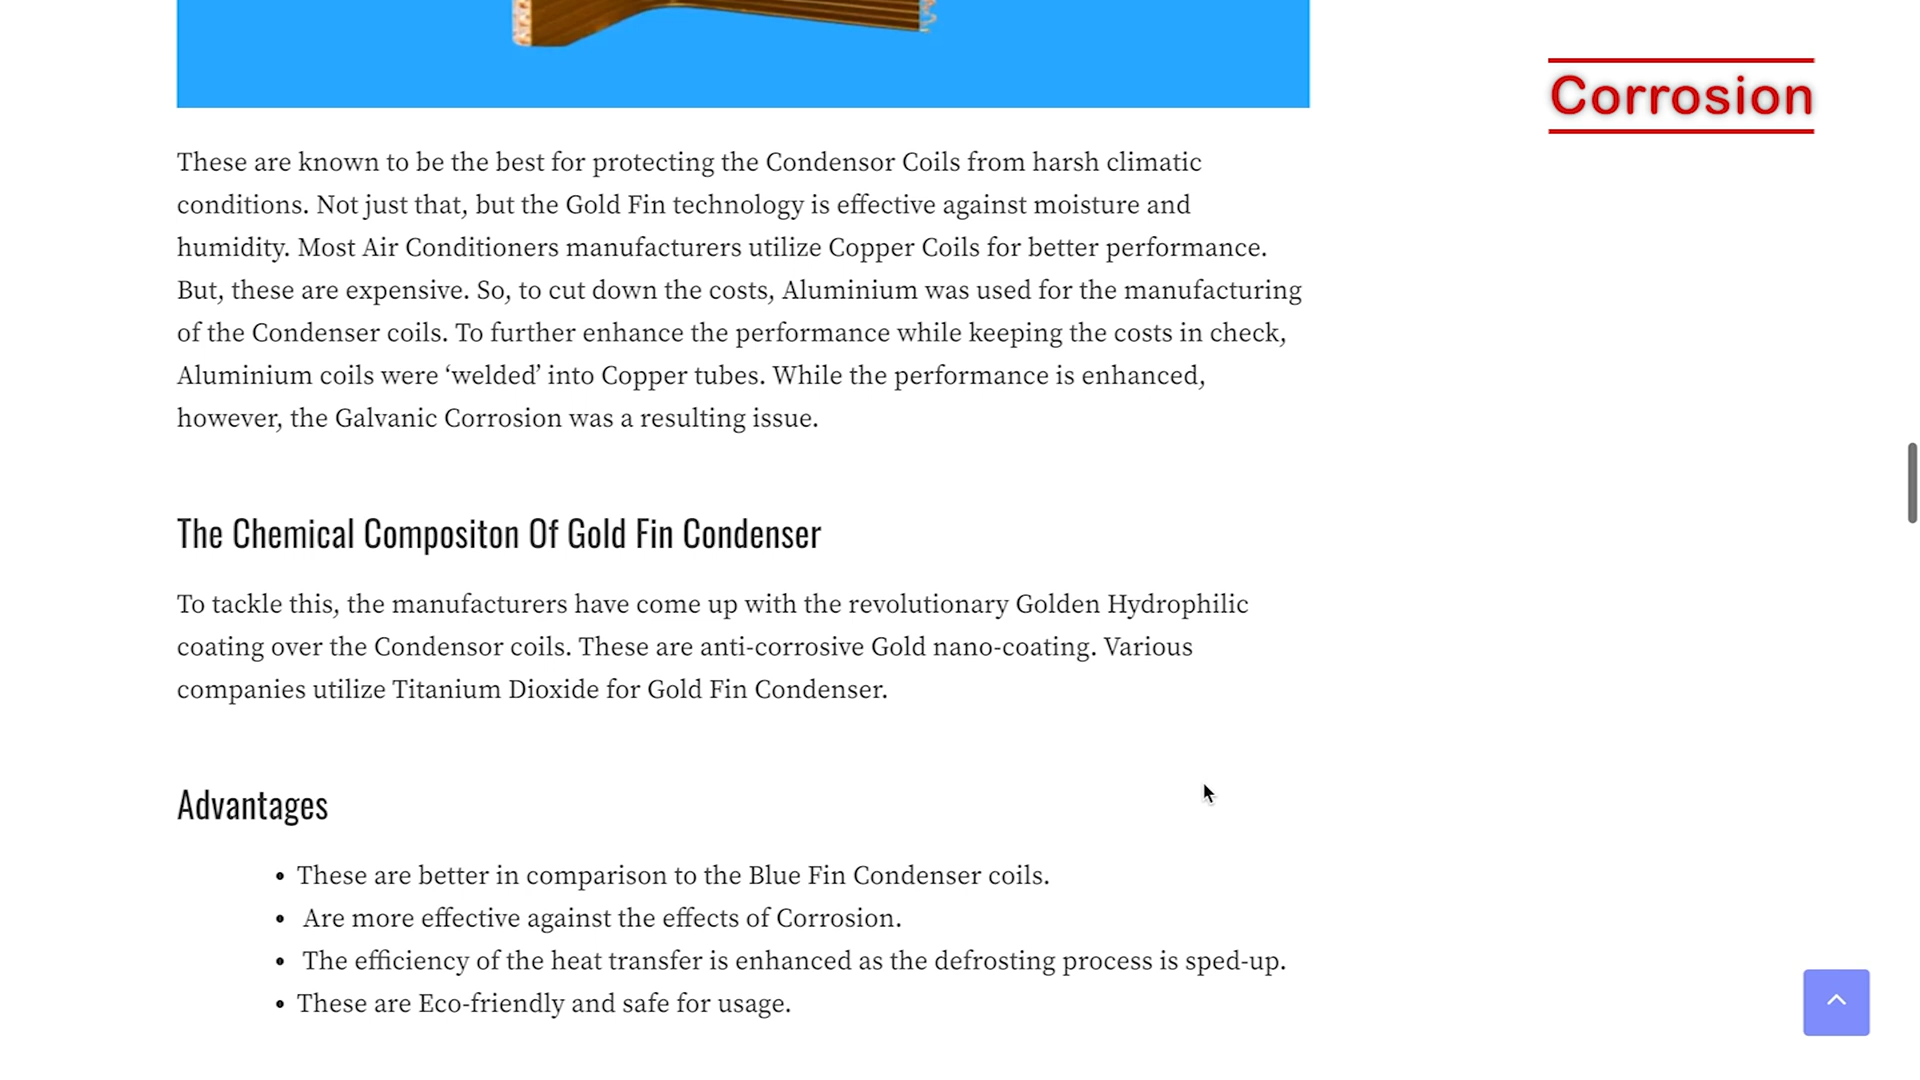 Corrosion
These are known to be the best for protecting the Condensor Coils from harsh climatic
conditions. Not just that, but the Gold Fin technology is effective against moisture and
humidity. Most Air Conditioners manufacturers utilize Copper Coils for better performance.
But, these are expensive. So, to cut down the costs, Aluminium was used for the manufacturing
of the Condenser coils. To further enhance the performance while keeping the costs in check,
Aluminium coils were ‘welded’ into Copper tubes. While the performance is enhanced,
however, the Galvanic Corrosion was a resulting issue.
The Chemical Compositon Of Gold Fin Condenser
To tackle this, the manufacturers have come up with the revolutionary Golden Hydrophilic
coating over the Condensor coils. These are anti-corrosive Gold nano-coating. Various
companies utilize Titanium Dioxide for Gold Fin Condenser.
Advantages
• These are better in comparison to the Blue Fin Condenser coils.
• Are more effective against the effects of Corrosion.
• The efficiency of the heat transfer is enhanced as the defrosting process is sped-up.
• These are Eco-friendly and safe for usage.